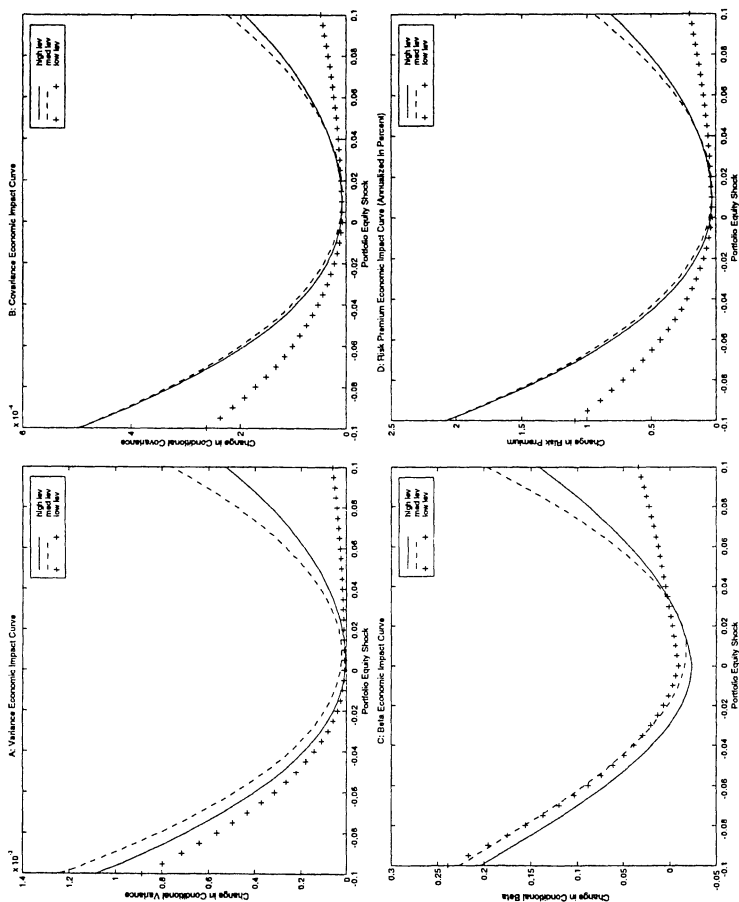 x 10⁻³
A: Variance Economic Impact Curve
high lev
med lev
low lev
1.4
1.2
1
0.8
0.6
0.4
0.2
0
Change in Conditional Variance
-0.1 -0.08 -0.06 -0.04 -0.02 0 0.02 0.04 0.06 0.08 0.1
Portfolio Equity Shock
x 10⁻⁴
B: Covariance Economic Impact Curve
high lev
med lev
low lev
6
4
2
0
Change in Conditional Covariance
-0.1 -0.08 -0.06 -0.04 -0.02 0 0.02 0.04 0.06 0.08 0.1
Portfolio Equity Shock
C: Beta Economic Impact Curve
high lev
med lev
low lev
0.3
0.25
0.2
0.15
0.1
0.05
0
-0.05
Change in Conditional Beta
-0.1 -0.08 -0.06 -0.04 -0.02 0 0.02 0.04 0.06 0.08 0.1
Portfolio Equity Shock
D: Risk Premium Economic Impact Curve (Annualized in Percent)
high lev
med lev
low lev
2.5
2
1.5
1
0.5
0
Change in Risk Premium
-0.1 -0.08 -0.06 -0.04 -0.02 0 0.02 0.04 0.06 0.08 0.1
Portfolio Equity Shock